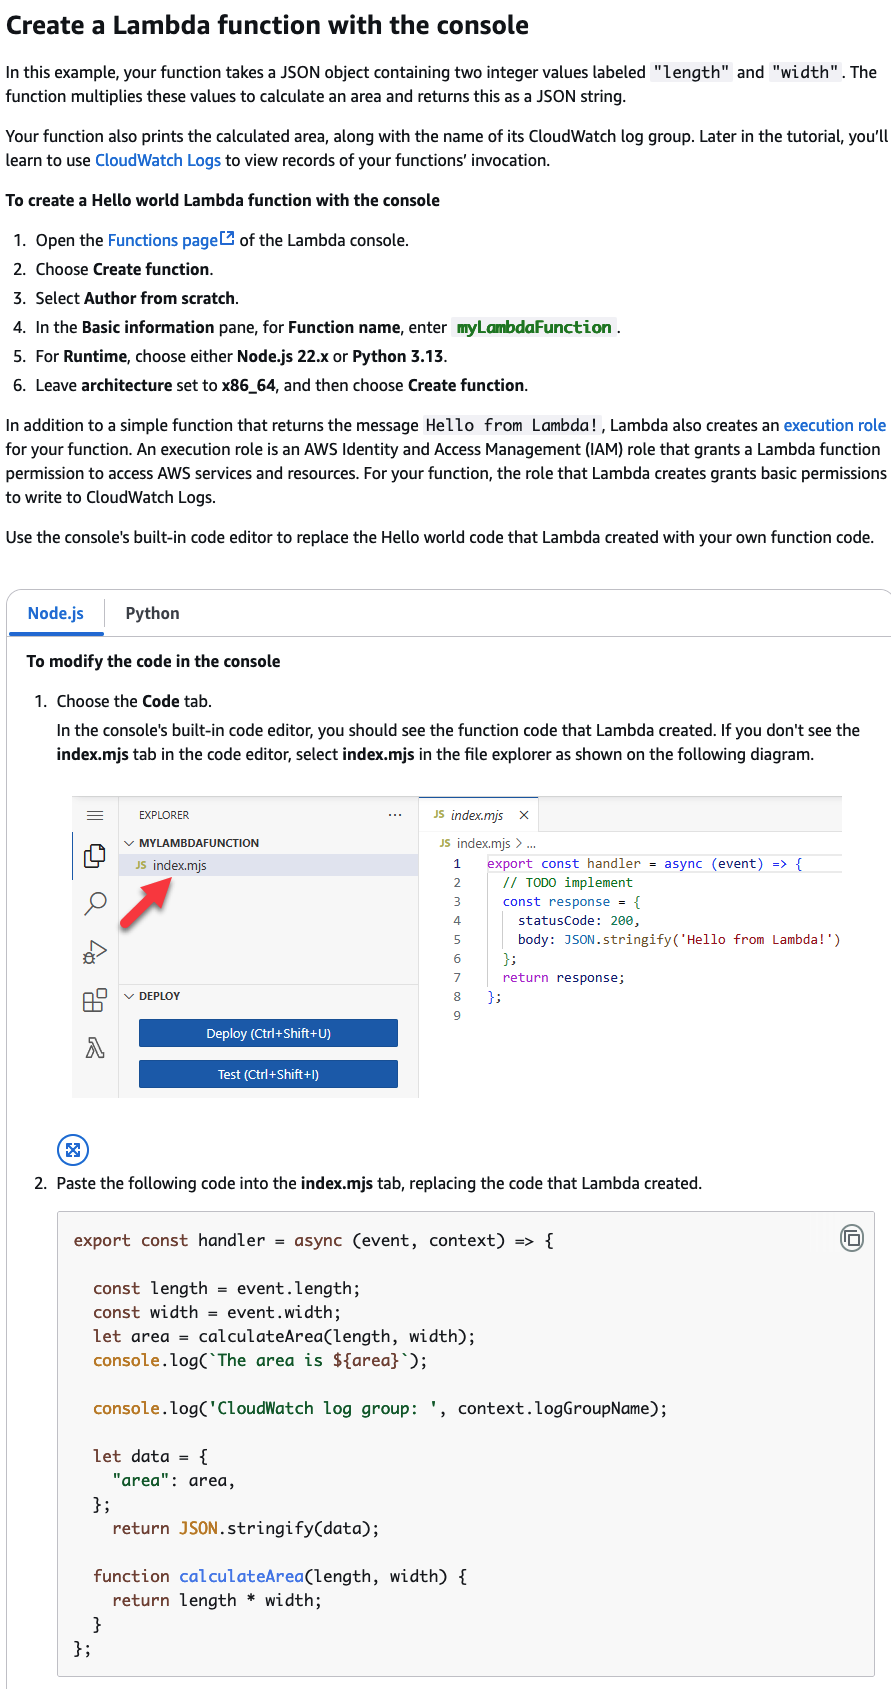 Create a Lambda function with the console
In this example, your function takes a JSON object containing two integer values labeled "length" and "width". The
function multiplies these values to calculate an area and returns this as a JSON string.
Your function also prints the calculated area, along with the name of its CloudWatch log group. Later in the tutorial, you'll
learn to use CloudWatch Logs to view records of your functions' invocation.
To create a Hello world Lambda function with the console
1. Open the Functions page of the Lambda console.
2. Choose Create function.
3. Select Author from scratch.
4. In the Basic information pane, for Function name, enter myLambdaFunction .
5. For Runtime, choose either Node.js 22.x or Python 3.13.
6. Leave architecture set to x86_64, and then choose Create function.
In addition to a simple function that returns the message Hello from Lambda!, Lambda also creates an execution role
for your function. An execution role is an AWS Identity and Access Management (IAM) role that grants a Lambda function
permission to access AWS services and resources. For your function, the role that Lambda creates grants basic permissions
to write to CloudWatch Logs.
Use the console's built-in code editor to replace the Hello world code that Lambda created with your own function code.
Node.js Python
To modify the code in the console
1. Choose the Code tab.
In the console's built-in code editor, you should see the function code that Lambda created. If you don't see the
index.mjs tab in the code editor, select index.mjs in the file explorer as shown on the following diagram.
EXPLORER ···
MYLAMBDAFUNCTION
JS index.mjs
DEPLOY
Deploy (Ctrl+Shift+U)
Test (Ctrl+Shift+I)
JS index.mjs ×
JS index.mjs > ...
1 export const handler = async (event) => {
2 // TODO implement
3 const response = {
4 statusCode: 200,
5 body: JSON.stringify('Hello from Lambda!')
6 };
7 return response;
8 };
9
2. Paste the following code into the index.mjs tab, replacing the code that Lambda created.
export const handler = async (event, context) => {
const length = event.length;
const width = event.width;
let area = calculateArea(length, width);
console.log(`The area is ${area}`);
console.log('CloudWatch log group: ', context.logGroupName);
let data = {
"area": area,
};
return JSON.stringify(data);
function calculateArea(length, width) {
return length * width;
}
};